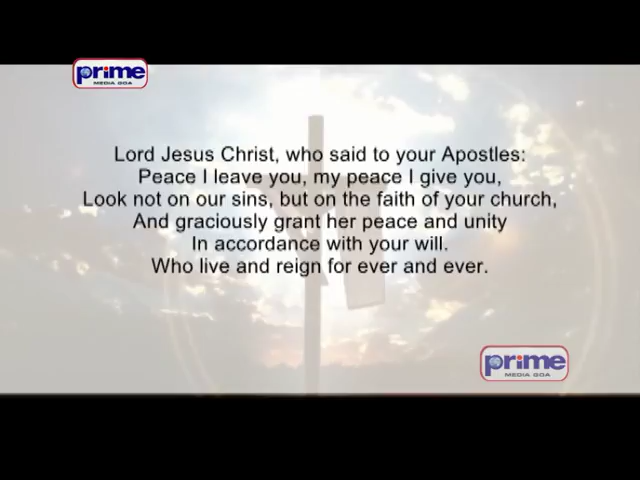 prime
MEDIA GOA
Lord Jesus Christ, who said to your Apostles:
Peace I leave you, my peace I give you,
Look not on our sins, but on the faith of your church,
And graciously grant her peace and unity
In accordance with your will.
Who live and reign for ever and ever.
prime
MEDIA GOA